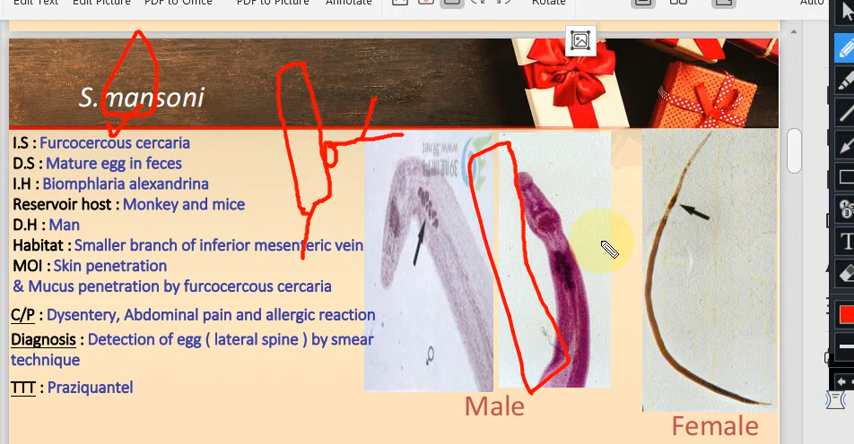 Edit Text Edit Picture PDF to Office PDF to Picture Annotate Rotate Auto
S.mansoni
I.S : Furcocercous cercaria
D.S : Mature egg in feces
I.H : Biomphlaria alexandrina
Reservoir host : Monkey and mice
D.H : Man
Habitat : Smaller branch of inferior mesenteric vein
MOI : Skin penetration
& Mucus penetration by furcocercous cercaria
C/P : Dysentery, Abdominal pain and allergic reaction
Diagnosis : Detection of egg ( lateral spine ) by smear
technique
TTT : Praziquantel
Male
Female